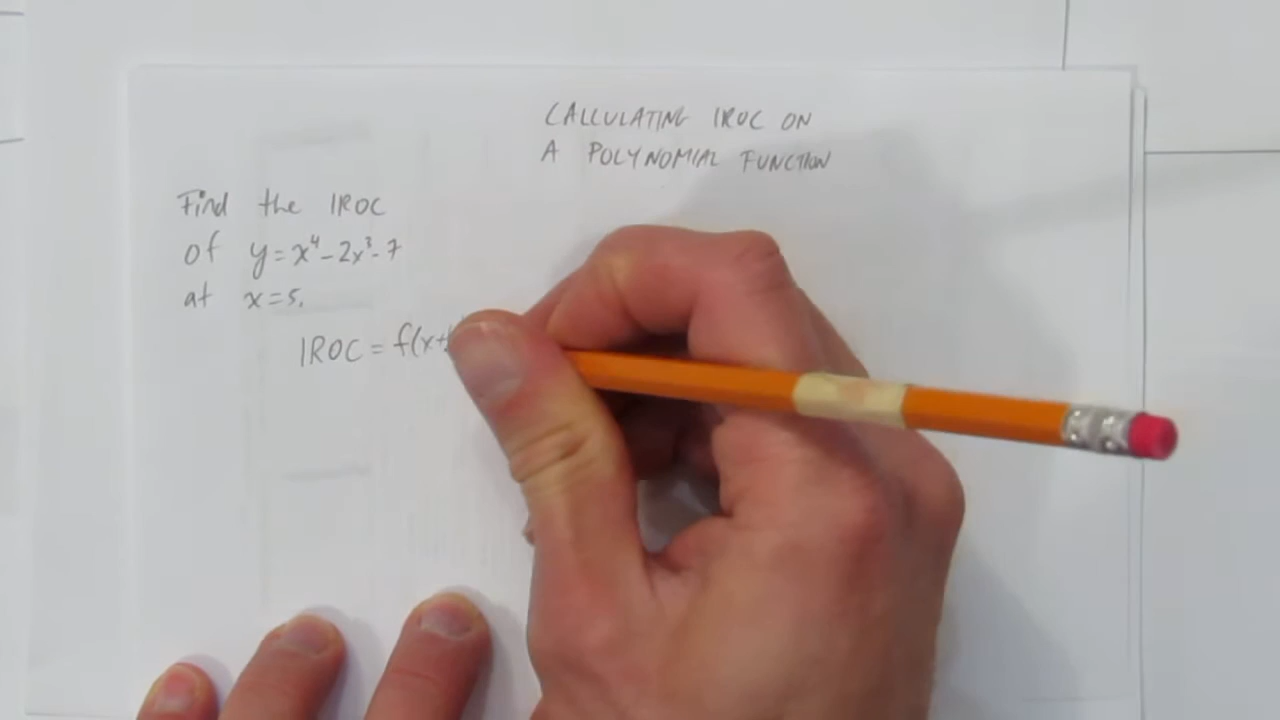 CALCULATING IROC ON
A POLYNOMIAL FUNCTION
Find the IROC
of y=x⁴-2x³-7
at x=5.
IROC = f(x+